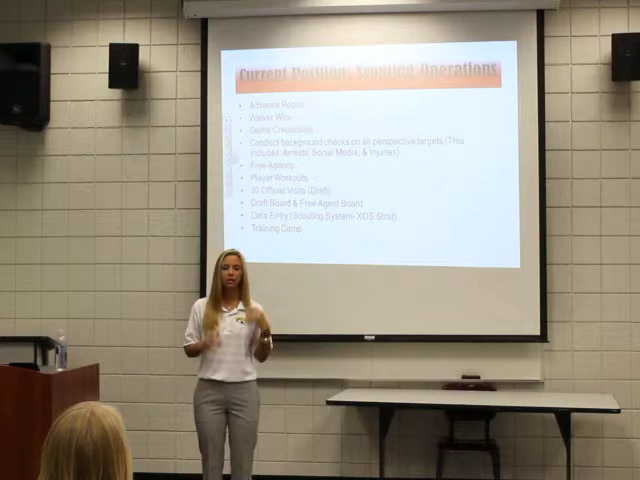 Current Position- Scouting Operations
• Advance Report
• Waiver Wire
• Game Credentials
• Conduct background checks on all perspective targets (This
Includes Arrests, Social Media, & Injuries)
• Free Agency
• Player Workouts
• 30 Official Visits (Draft)
• Draft Board & Free Agent Board
• Data Entry (Scouting System- XOS Strat)
• Training Camp